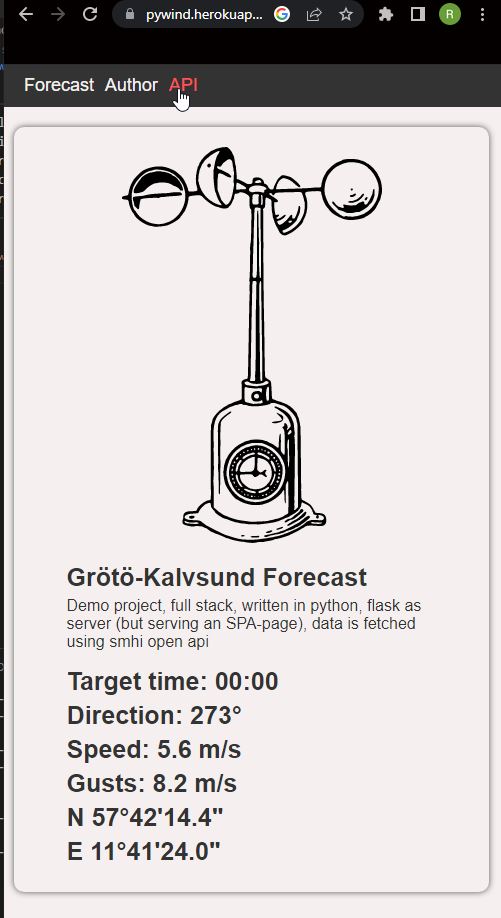 pywind.herokuap...
R
Forecast Author API
Grötö-Kalvsund Forecast
Demo project, full stack, written in python, flask as
server (but serving an SPA-page), data is fetched
using smhi open api
Target time: 00:00
Direction: 273°
Speed: 5.6 m/s
Gusts: 8.2 m/s
N 57°42'14.4"
E 11°41'24.0"